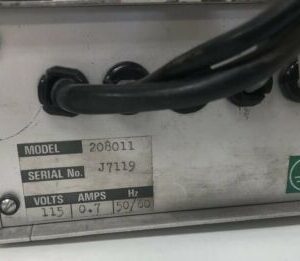 MODEL 208011
SERIAL No. J7119
VOLTS AMPS Hz
115 0.7 50/60